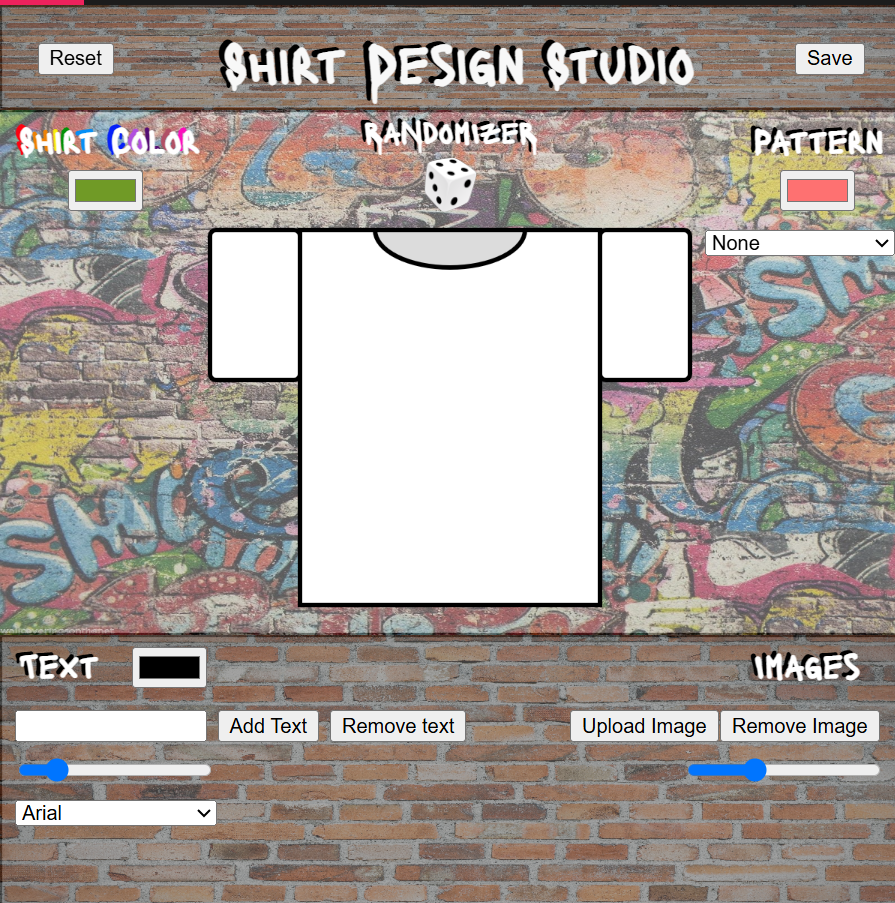 Reset
Shirt Design Studio
Save
Shirt Color
Randomizer
Pattern
None
Text
Images
Add Text
Remove text
Upload Image
Remove Image
Arial